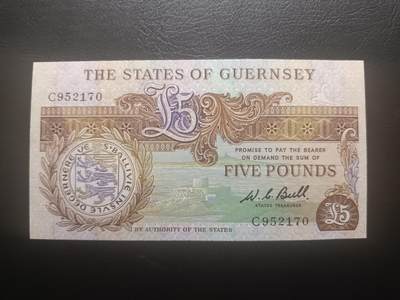 THE STATES OF GUERNSEY
C952170
£5
PROMISE TO PAY THE BEARER
ON DEMAND THE SUM OF
FIVE POUNDS
W. C. Bull
STATES TREASURER
C952170
£5
BY AUTHORITY OF THE STATES